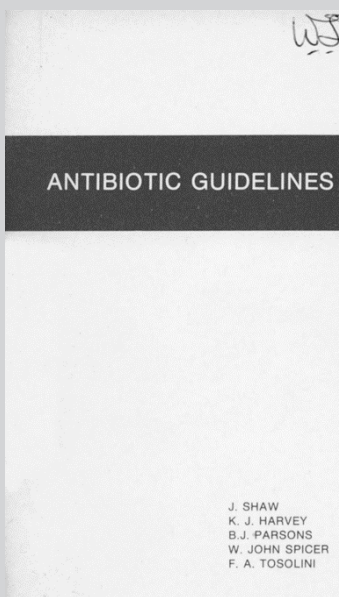 ANTIBIOTIC GUIDELINES
J. SHAW
K. J. HARVEY
B.J. PARSONS
W. JOHN SPICER
F. A. TOSOLINI